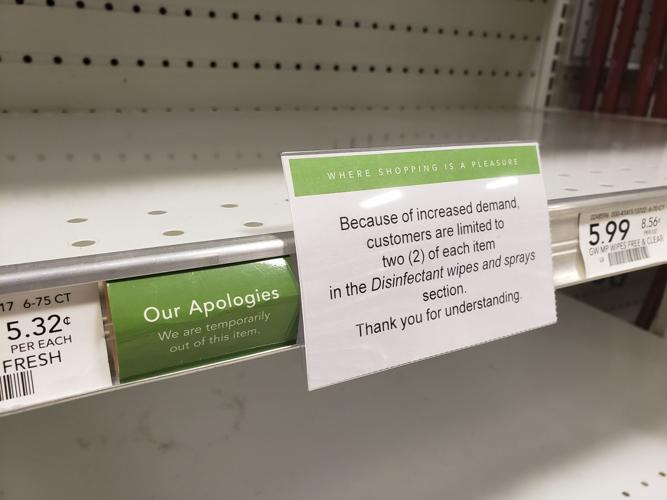 17 6-75 CT
5.32¢
PER EACH
FRESH
Our Apologies
We are temporarily
out of this item.
WHERE SHOPPING IS A PLEASURE
Because of increased demand,
customers are limited to
two (2) of each item
in the Disinfectant wipes and sprays
section.
Thank you for understanding.
5.99
8.56¢
GW MP WIPES FREE & CLEAR